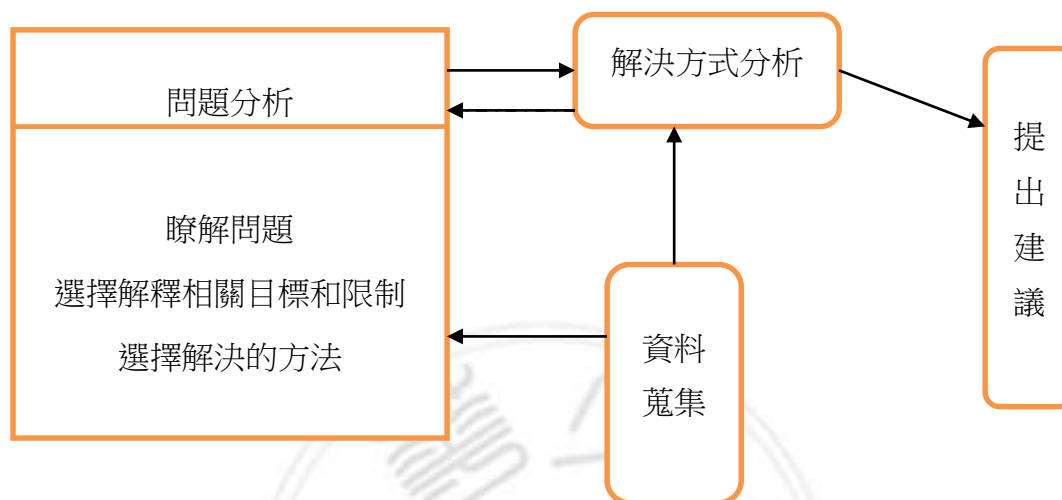 問題分析
瞭解問題
選擇解釋相關目標和限制
選擇解決的方法
解決方式分析
資料
蒐集
提
出
建
議